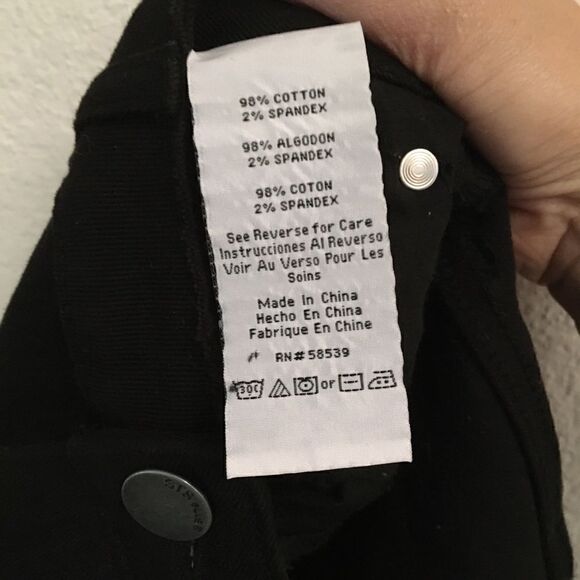 98% COTTON
2% SPANDEX
98% ALGODON
2% SPANDEX
98% COTON
2% SPANDEX
See Reverse for Care
Instrucciones Al Reverso
Voir Au Verso Pour Les
Soins
Made In China
Hecho En China
Fabrique En Chine
RN# 58539
30C or